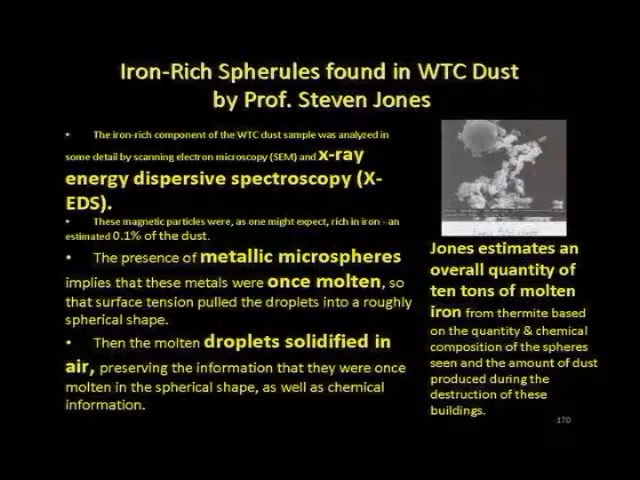 Iron-Rich Spherules found in WTC Dust
by Prof. Steven Jones
• The iron-rich component of the WTC dust sample was analyzed in
some detail by scanning electron microscopy (SEM) and x-ray
energy dispersive spectroscopy (X-
EDS).
• These magnetic particles were, as one might expect, rich in iron - an
estimated 0.1% of the dust.
• The presence of metallic microspheres
implies that these metals were once molten, so
that surface tension pulled the droplets into a roughly
spherical shape.
• Then the molten droplets solidified in
air, preserving the information that they were once
molten in the spherical shape, as well as chemical
information.
Jones estimates an
overall quantity of
ten tons of molten
iron from thermite based
on the quantity & chemical
composition of the spheres
seen and the amount of dust
produced during the
destruction of these
buildings.
170